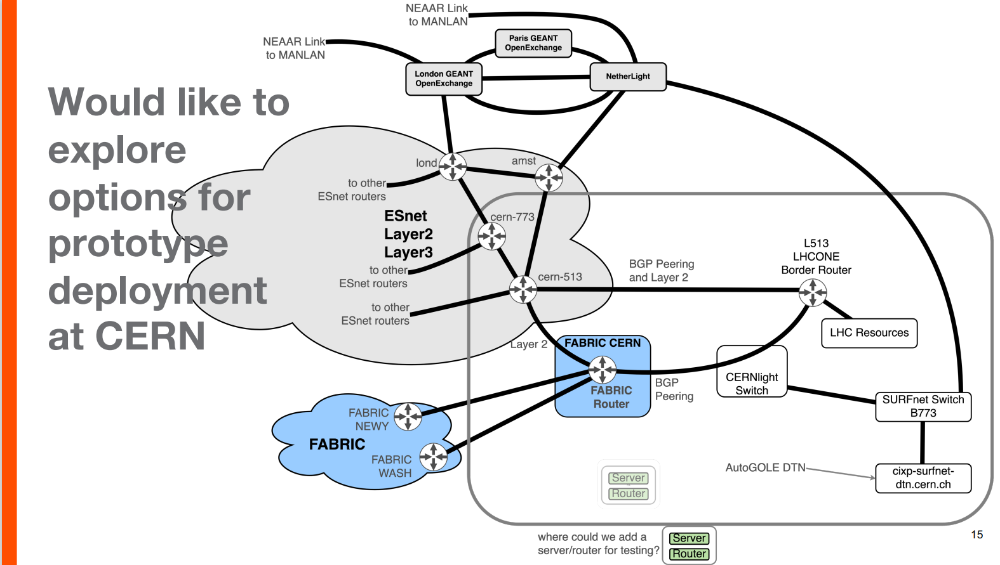 Would like to
explore
options for
prototype
deployment
at CERN
NEAAR Link
to MANLAN
NEAAR Link
to MANLAN
Paris GEANT
OpenExchange
London GEANT
OpenExchange
NetherLight
lond
amst
to other
ESnet routers
ESnet
Layer2
Layer3
cern-773
to other
ESnet routers
cern-513
to other
ESnet routers
BGP Peering
and Layer 2
L513
LHCONE
Border Router
LHC Resources
Layer 2
FABRIC CERN
FABRIC
Router
BGP
Peering
CERNlight
Switch
SURFnet Switch
B773
FABRIC
NEWY
FABRIC
FABRIC
WASH
AutoGOLE DTN
cixp-surfnet-
dtn.cern.ch
Server
Router
where could we add a
server/router for testing?
Server
Router
15